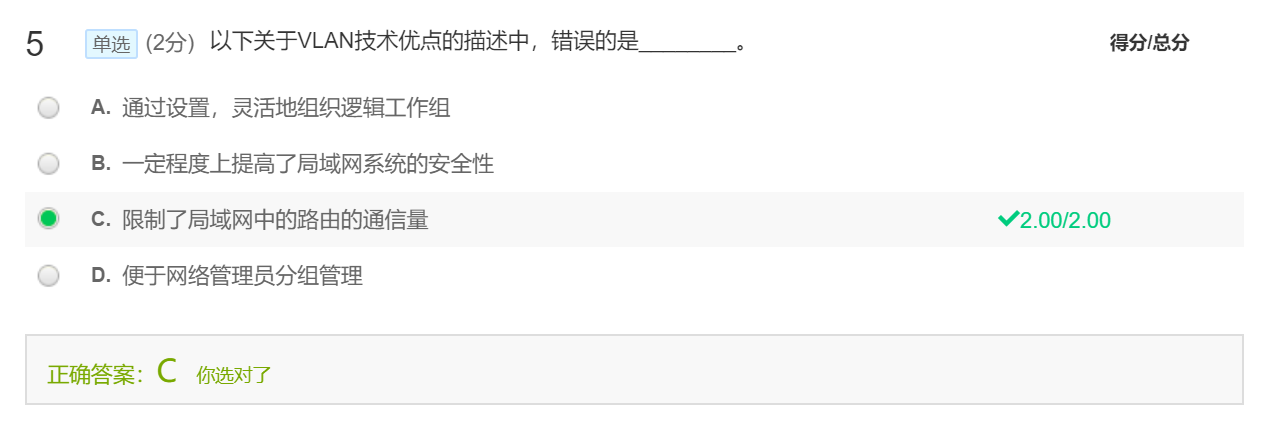 5 单选 (2分) 以下关于VLAN技术优点的描述中，错误的是_________。 得分/总分
A. 通过设置，灵活地组织逻辑工作组
B. 一定程度上提高了局域网系统的安全性
C. 限制了局域网中的路由的通信量 2.00/2.00
D. 便于网络管理员分组管理
正确答案：C 你选对了